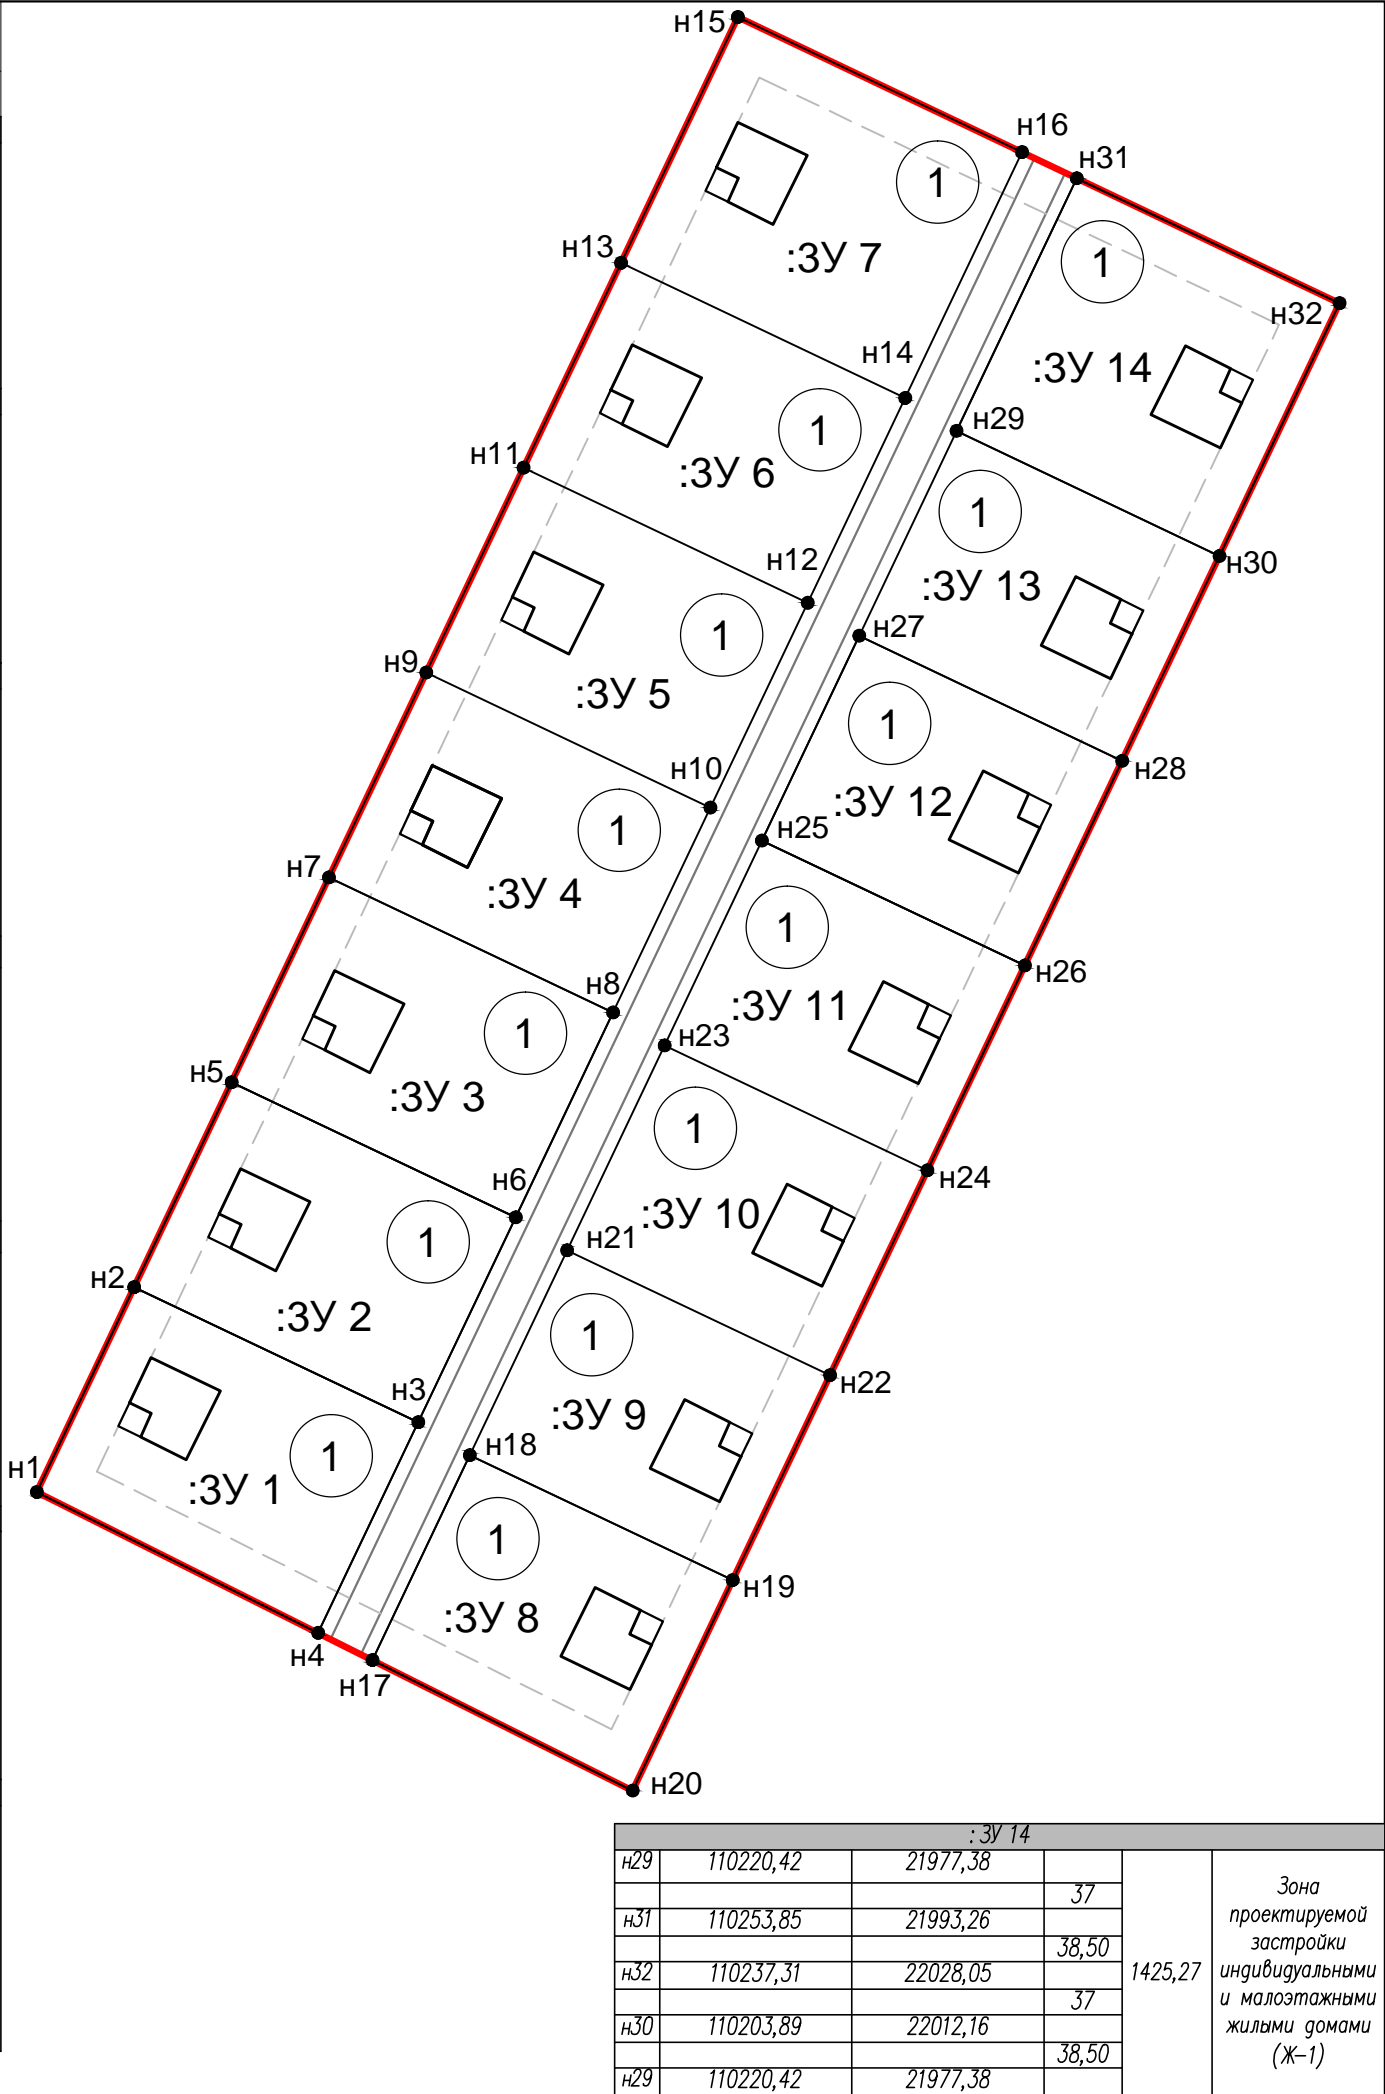 н15
н16
н31
1
:ЗУ 7
н13
1
н32
:ЗУ 14
н14
н29
1
:ЗУ 6
н11
1
н30
:ЗУ 13
н12
н27
1
:ЗУ 5
н9
1
н28
:ЗУ 12
н10
н25
1
:ЗУ 4
н7
1
н26
:ЗУ 11
н8
н23
1
:ЗУ 3
н5
1
н24
:ЗУ 10
н6
н21
1
:ЗУ 2
н2
1
н22
:ЗУ 9
н3
н18
1
:ЗУ 1
н1
1
н19
:ЗУ 8
н4
н17
н20
:ЗУ 14
н29 110220,42 21977,38
37
н31 110253,85 21993,26
38,50
н32 110237,31 22028,05
37
н30 110203,89 22012,16
38,50
н29 110220,42 21977,38
1425,27
Зона
проектируемой
застройки
индивидуальными
и малоэтажными
жилыми домами
(Ж-1)